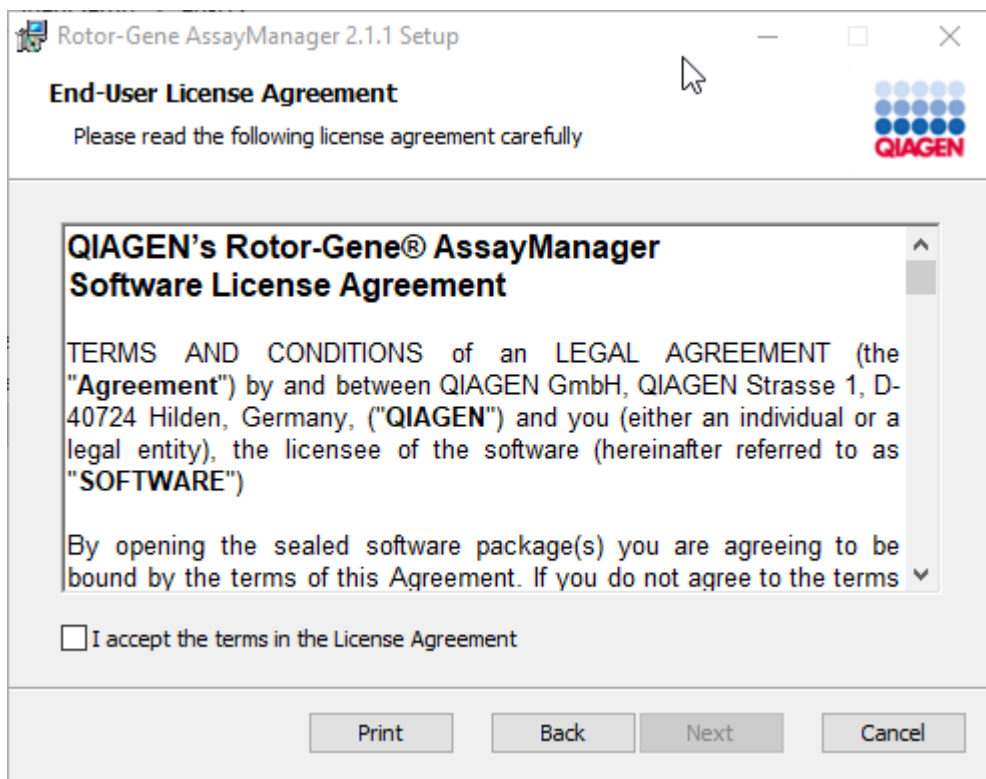 Rotor-Gene AssayManager 2.1.1 Setup
End-User License Agreement
Please read the following license agreement carefully
QIAGEN
QIAGEN’s Rotor-Gene® AssayManager
Software License Agreement
TERMS AND CONDITIONS of an LEGAL AGREEMENT (the
"Agreement") by and between QIAGEN GmbH, QIAGEN Strasse 1, D-
40724 Hilden, Germany, ("QIAGEN") and you (either an individual or a
legal entity), the licensee of the software (hereinafter referred to as
"SOFTWARE")
By opening the sealed software package(s) you are agreeing to be
bound by the terms of this Agreement. If you do not agree to the terms
I accept the terms in the License Agreement
Print
Back
Next
Cancel